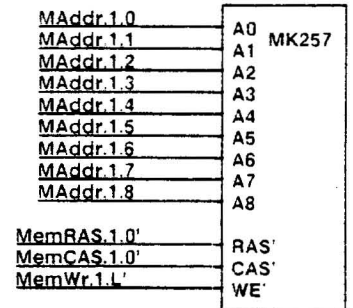 MAddr.1.0 A0 MK257
MAddr.1.1 A1
MAddr.1.2 A2
MAddr.1.3 A3
MAddr.1.4 A4
MAddr.1.5 A5
MAddr.1.6 A6
MAddr.1.7 A7
MAddr.1.8 A8
MemRAS.1.0' RAS'
MemCAS.1.0' CAS'
MemWr.1.L' WE'